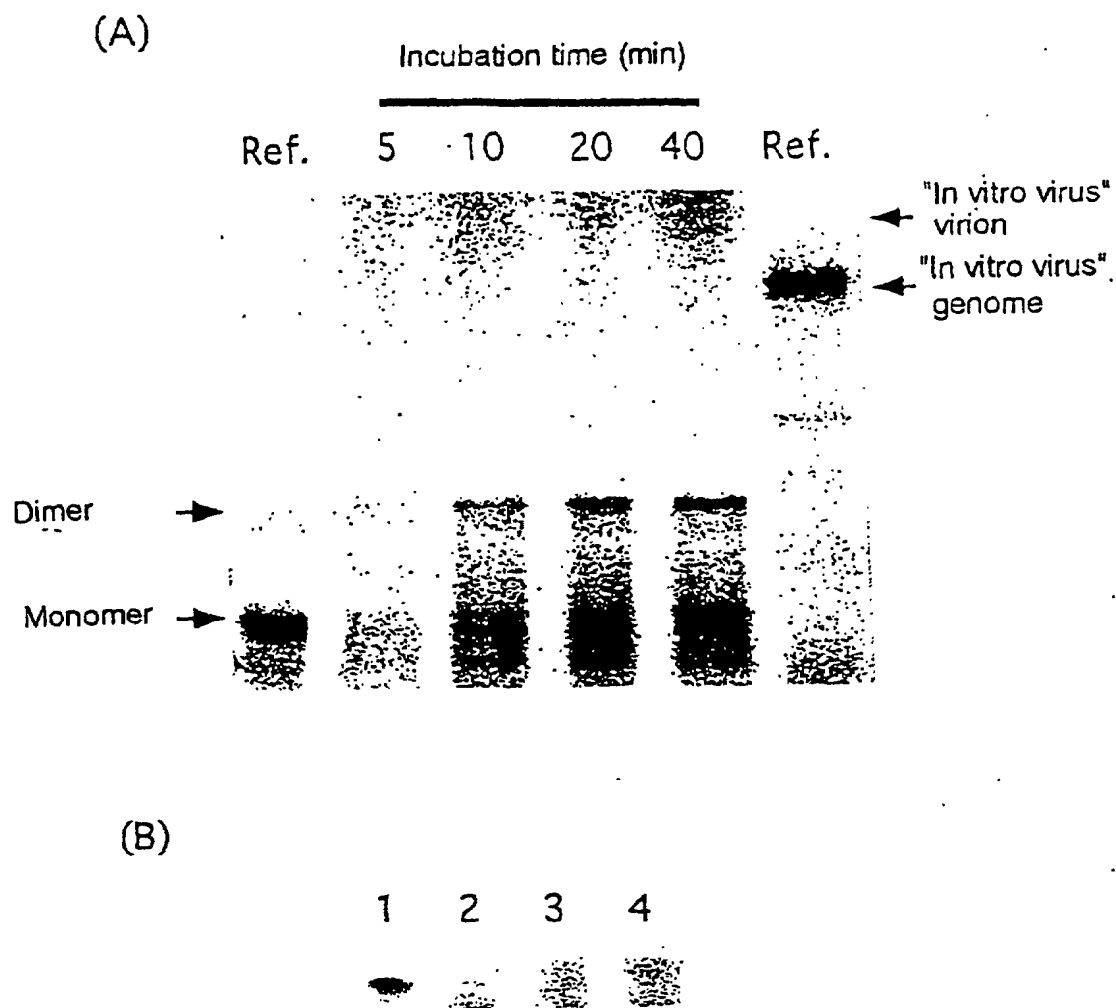 (A)
Incubation time (min)
Ref. 5 10 20 40 Ref.
"In vitro virus"
virion
"In vitro virus"
genome
Dimer
Monomer
(B)
1 2 3 4